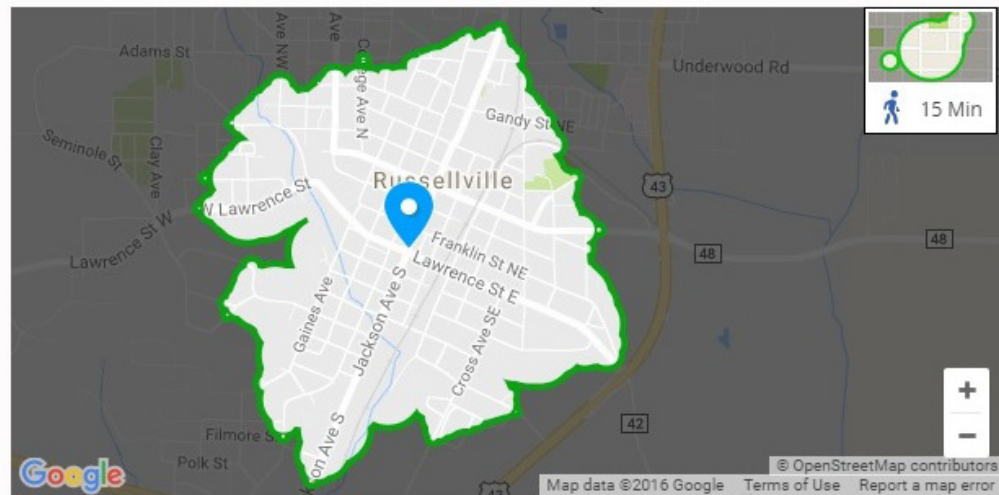 Adams St
Ave NW
College Ave N
Underwood Rd
15 Min
Gandy St NE
Seminole St
Clay Ave
Russellville
43
W Lawrence St
Lawrence St W
48
48
Franklin St NE
Lawrence St E
Gaines Ave
Jackson Ave S
Cross Ave SE
+
−
42
Filmore S
Polk St
on Ave S
Google
© OpenStreetMap contributors
43
Map data ©2016 Google Terms of Use Report a map error